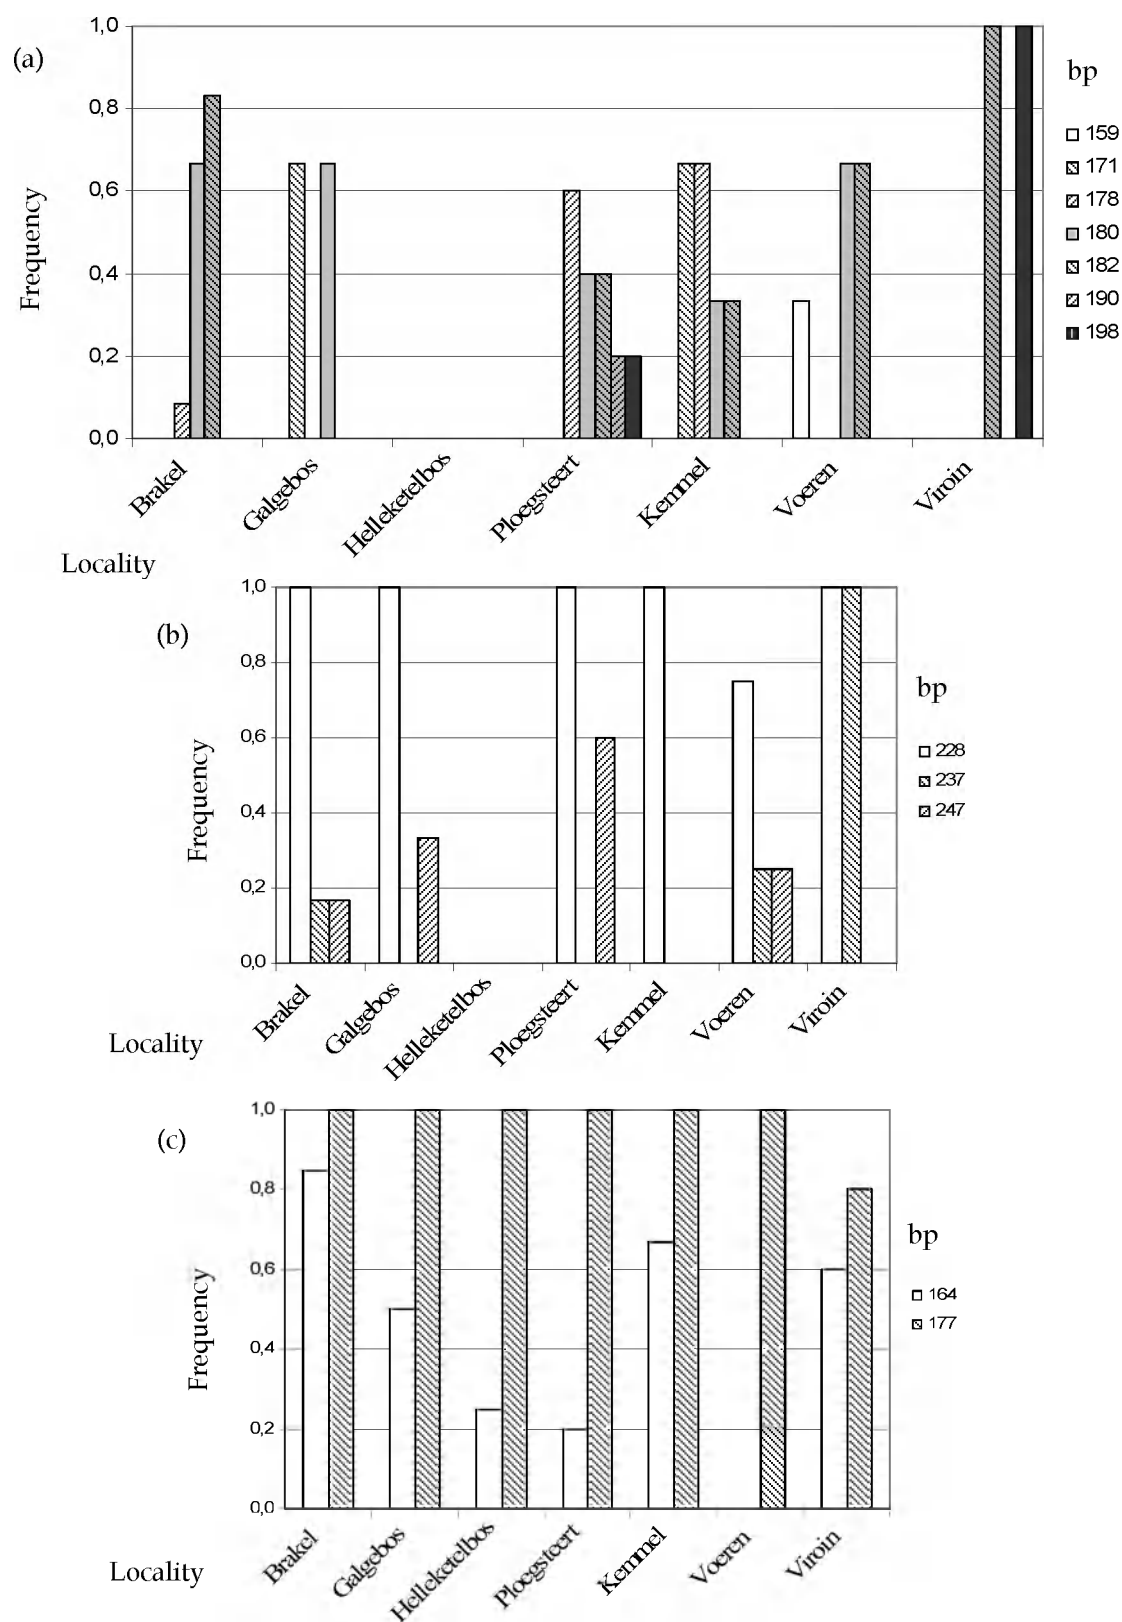 (a)
Frequency
1,0
0,8
0,6
0,4
0,2
0,0
bp
159
171
178
180
182
190
198
Brakel
Galgebos
Helleketelbos
Ploegsteert
Kemmel
Voeren
Viroin
Locality
(b)
Frequency
1,0
0,8
0,6
0,4
0,2
0,0
bp
228
237
247
Brakel
Galgebos
Helleketelbos
Ploegsteert
Kemmel
Voeren
Viroin
Locality
(c)
Frequency
1,0
0,8
0,6
0,4
0,2
0,0
bp
164
177
Brakel
Galgebos
Helleketelbos
Ploegsteert
Kemmel
Voeren
Viroin
Locality